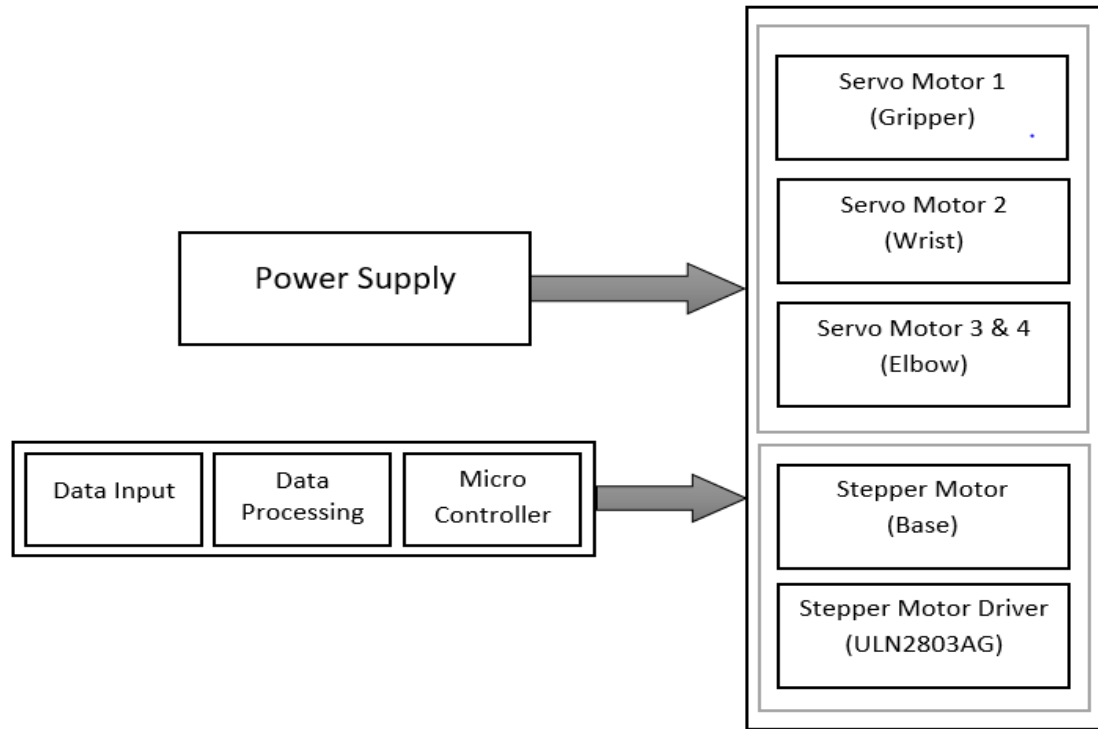 Servo Motor 1
(Gripper)
Servo Motor 2
(Wrist)
Power Supply
Servo Motor 3 & 4
(Elbow)
Data Input
Data
Processing
Micro
Controller
Stepper Motor
(Base)
Stepper Motor Driver
(ULN2803AG)